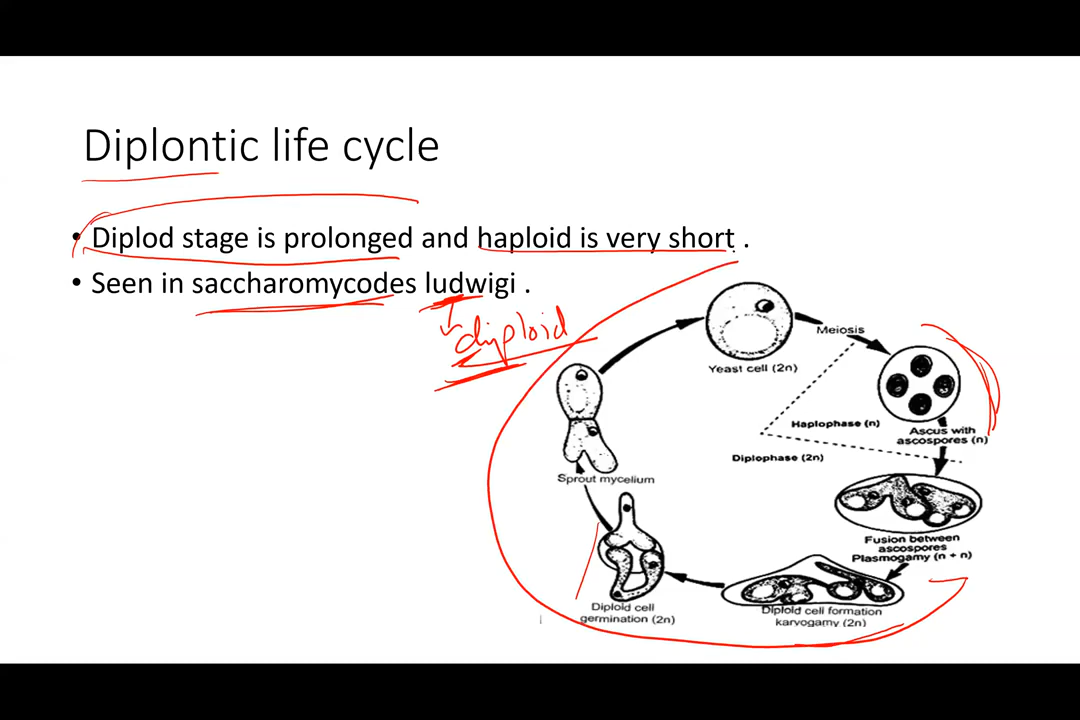 Diplontic life cycle
• Diplod stage is prolonged and haploid is very short .
• Seen in saccharomycodes ludwigi .
diploid
Meiosis
Yeast cell (2n)
Haplophase (n)
Ascus with
ascospores (n)
Diplophase (2n)
Sprout mycelium
Fusion between
ascospores
Plasmogamy (n + n)
Diploid cell
germination (2n)
Diploid cell formation
karyogamy (2n)